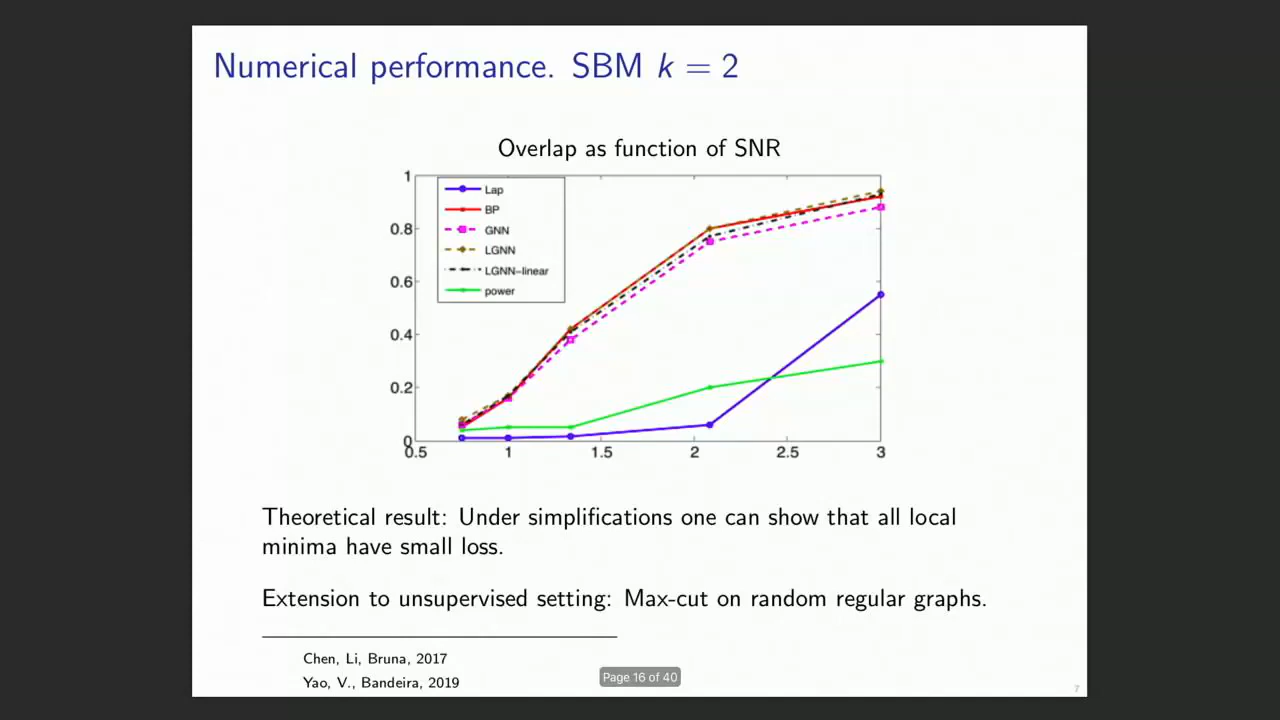 Numerical performance. SBM k = 2
Overlap as function of SNR
1
0.8
0.6
0.4
0.2
0
Lap
BP
GNN
LGNN
LGNN-linear
power
0.5 1 1.5 2 2.5 3
Theoretical result: Under simplifications one can show that all local
minima have small loss.
Extension to unsupervised setting: Max-cut on random regular graphs.
Chen, Li, Bruna, 2017
Yao, V., Bandeira, 2019
Page 16 of 40
7